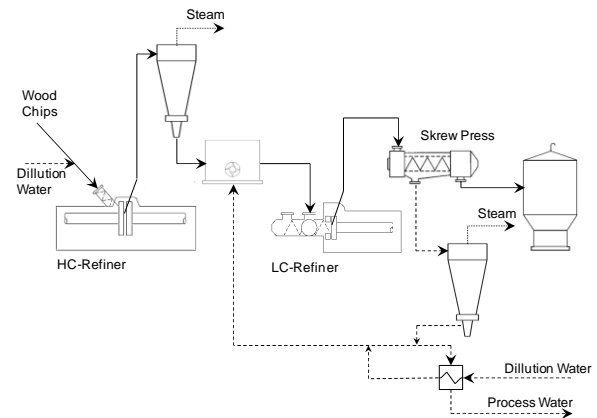 Steam
Wood
Chips
Dillution
Water
Skrew Press
Steam
HC-Refiner
LC-Refiner
Dillution Water
Process Water